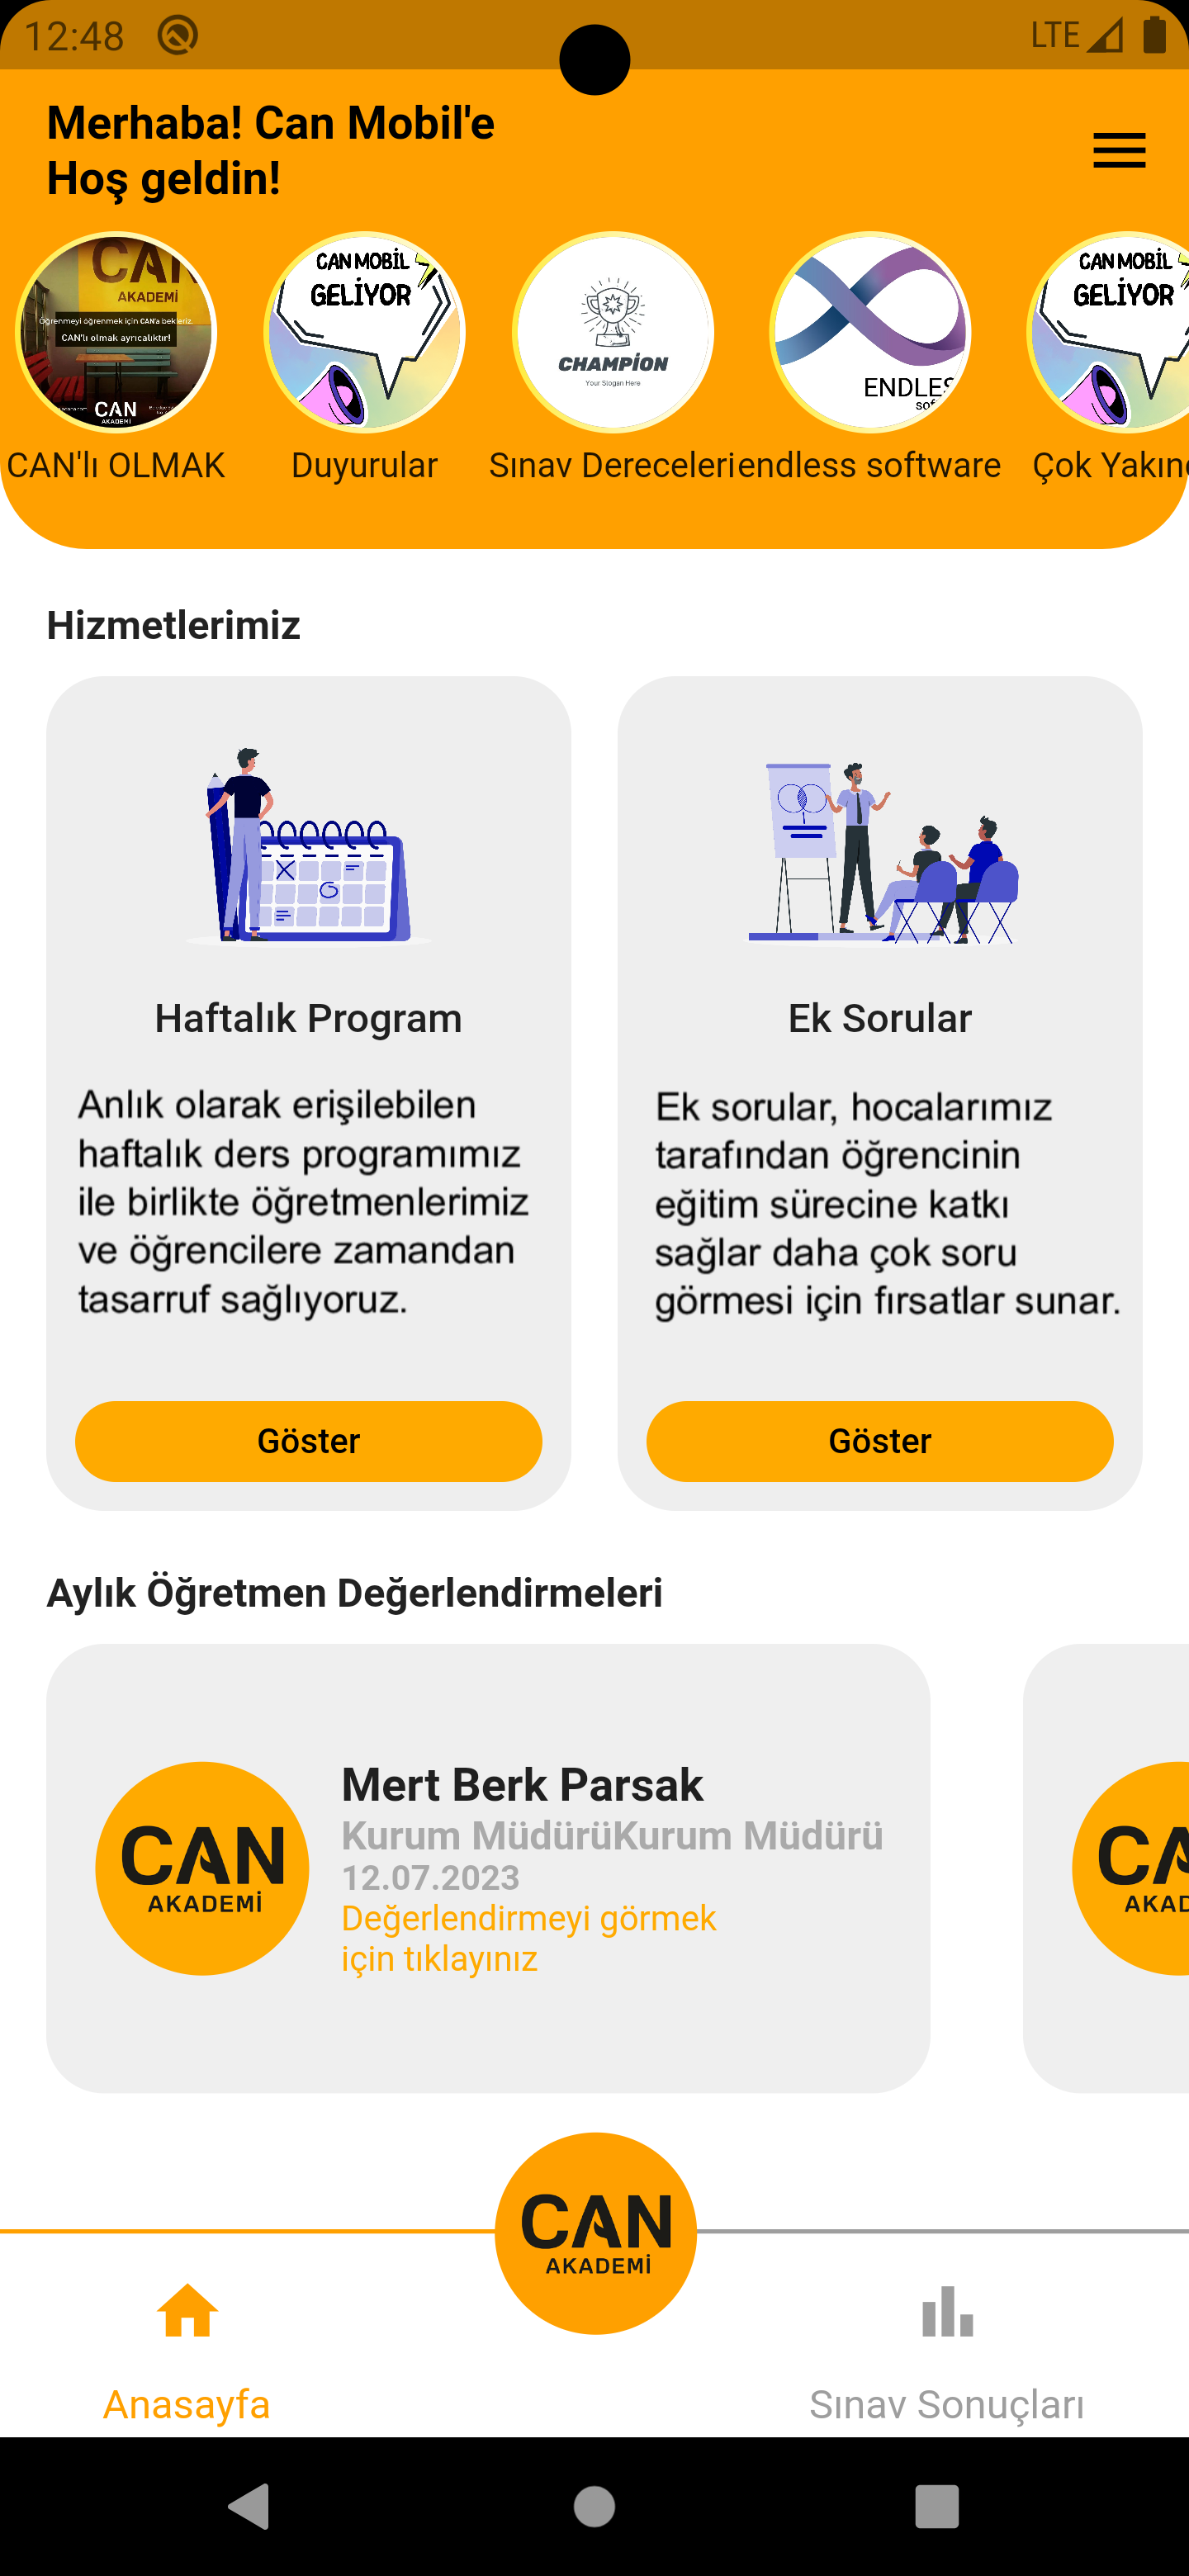 12:48
LTE
Merhaba! Can Mobil'e
Hoş geldin!
CAN
AKADEMİ
Öğrenmeyi öğrenmek için CAN'a bekleriz.
CAN'lı olmak ayrıcalıktır!
CAN
AKADEMİ
CAN MOBİL
GELİYOR
CHAMPİON
Your Slogan Here
ENDLES
sof
CAN MOBİL
GELİYOR
CAN'lı OLMAK
Duyurular
Sınav Dereceleri
endless software
Çok Yakınd
Hizmetlerimiz
Haftalık Program
Anlık olarak erişilebilen
haftalık ders programımız
ile birlikte öğretmenlerimiz
ve öğrencilere zamandan
tasarruf sağlıyoruz.
Göster
Ek Sorular
Ek sorular, hocalarımız
tarafından öğrencinin
eğitim sürecine katkı
sağlar daha çok soru
görmesi için fırsatlar sunar.
Göster
Aylık Öğretmen Değerlendirmeleri
CAN
AKADEMİ
Mert Berk Parsak
Kurum MüdürüKurum Müdürü
12.07.2023
Değerlendirmeyi görmek
için tıklayınız
CA
AKAD
CAN
AKADEMİ
Anasayfa
Sınav Sonuçları